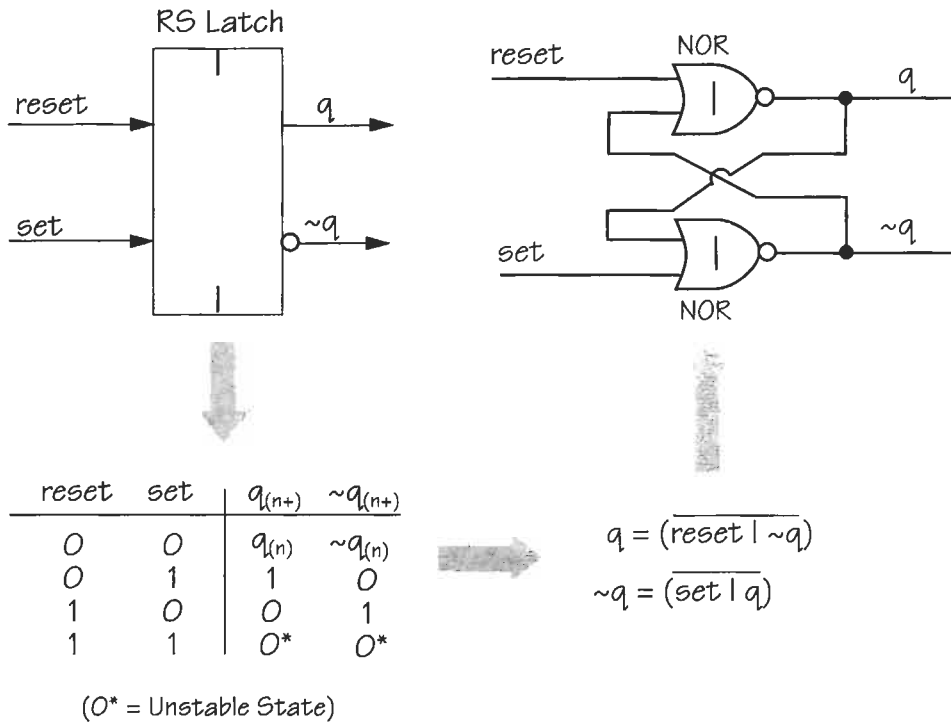 RS Latch
reset
q
set
~q
NOR
reset
q
set
~q
NOR
reset set q(n+) ~q(n+)
0 0 q(n) ~q(n)
0 1 1 0
1 0 0 1
1 1 0* 0*
(0* = Unstable State)
q = (reset | ~q)
~q = (set | q)